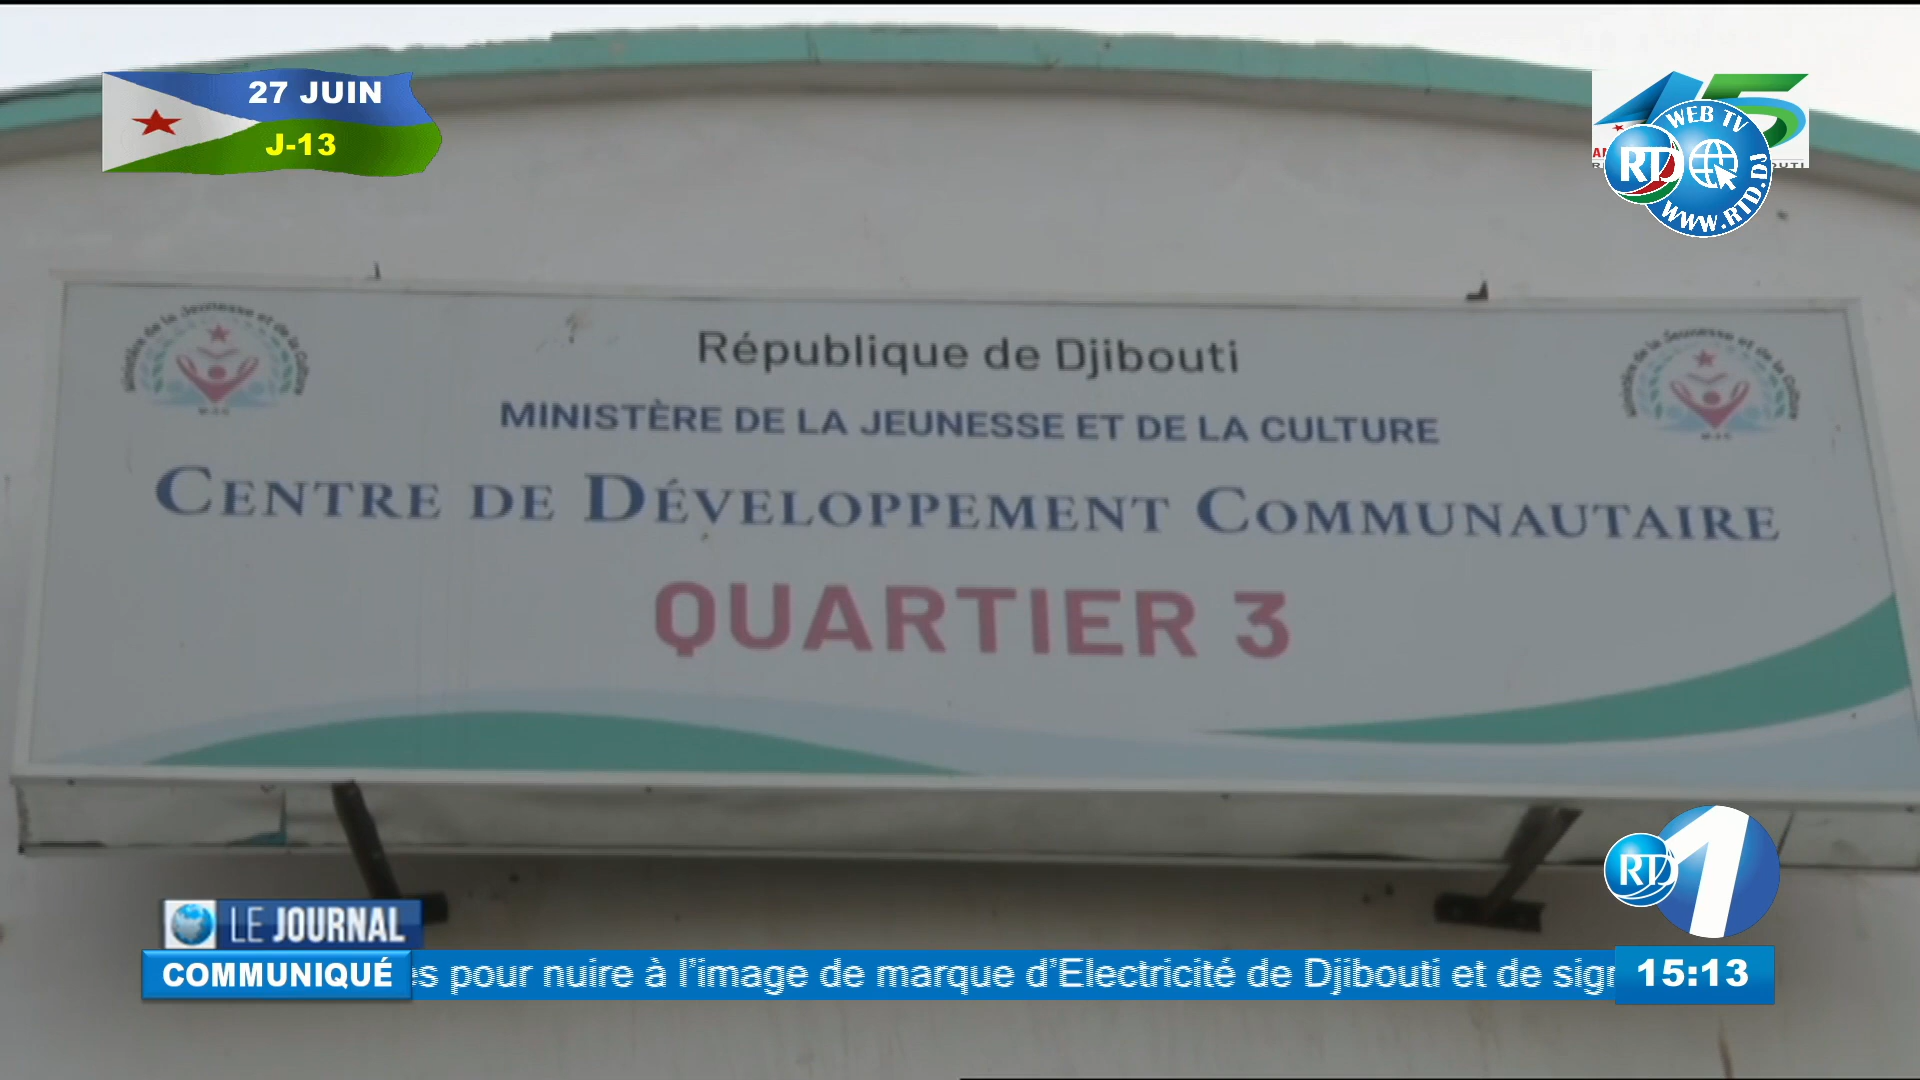 27 JUIN
J-13
WEB TV
RTD
WWW.RTD.DJ
République de Djibouti
MINISTÈRE DE LA JEUNESSE ET DE LA CULTURE
CENTRE DE DÉVELOPPEMENT COMMUNAUTAIRE
QUARTIER 3
RTD 1
LE JOURNAL
COMMUNIQUÉ
pour nuire à l’image de marque d’Electricité de Djibouti et de
15:13